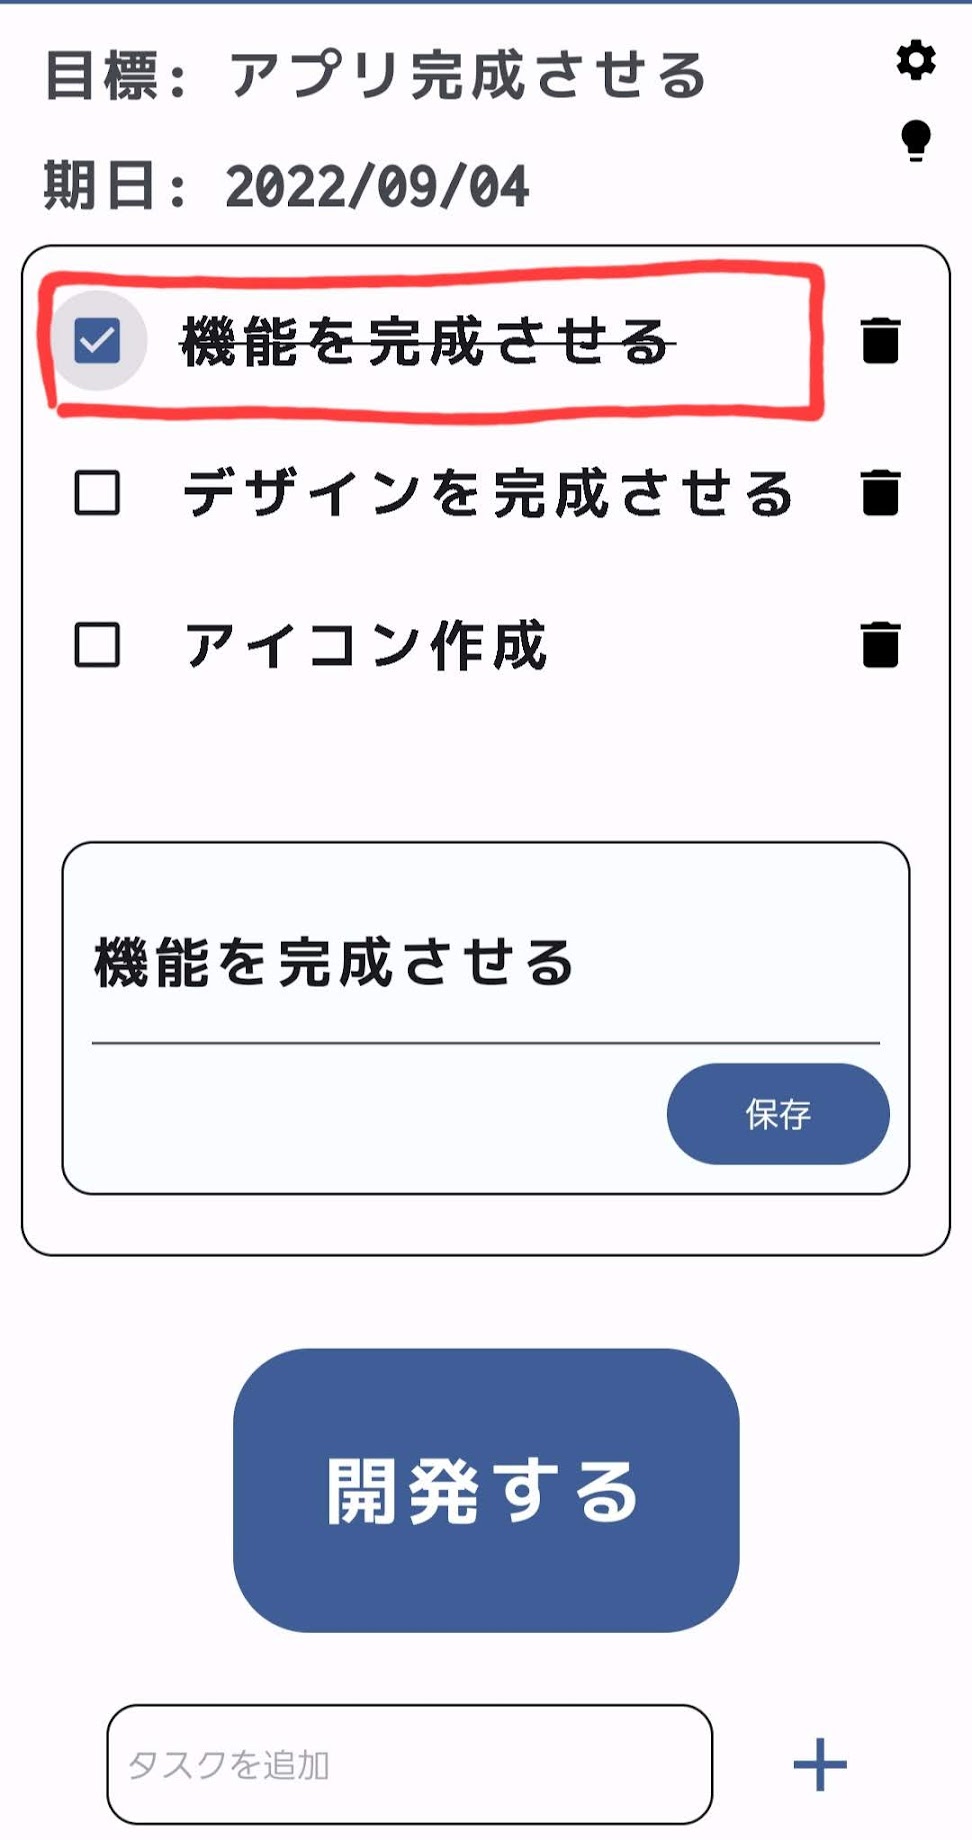 目標: アプリ完成させる
期日: 2022/09/04
機能を完成させる
デザインを完成させる
アイコン作成
機能を完成させる
保存
開発する
タスクを追加